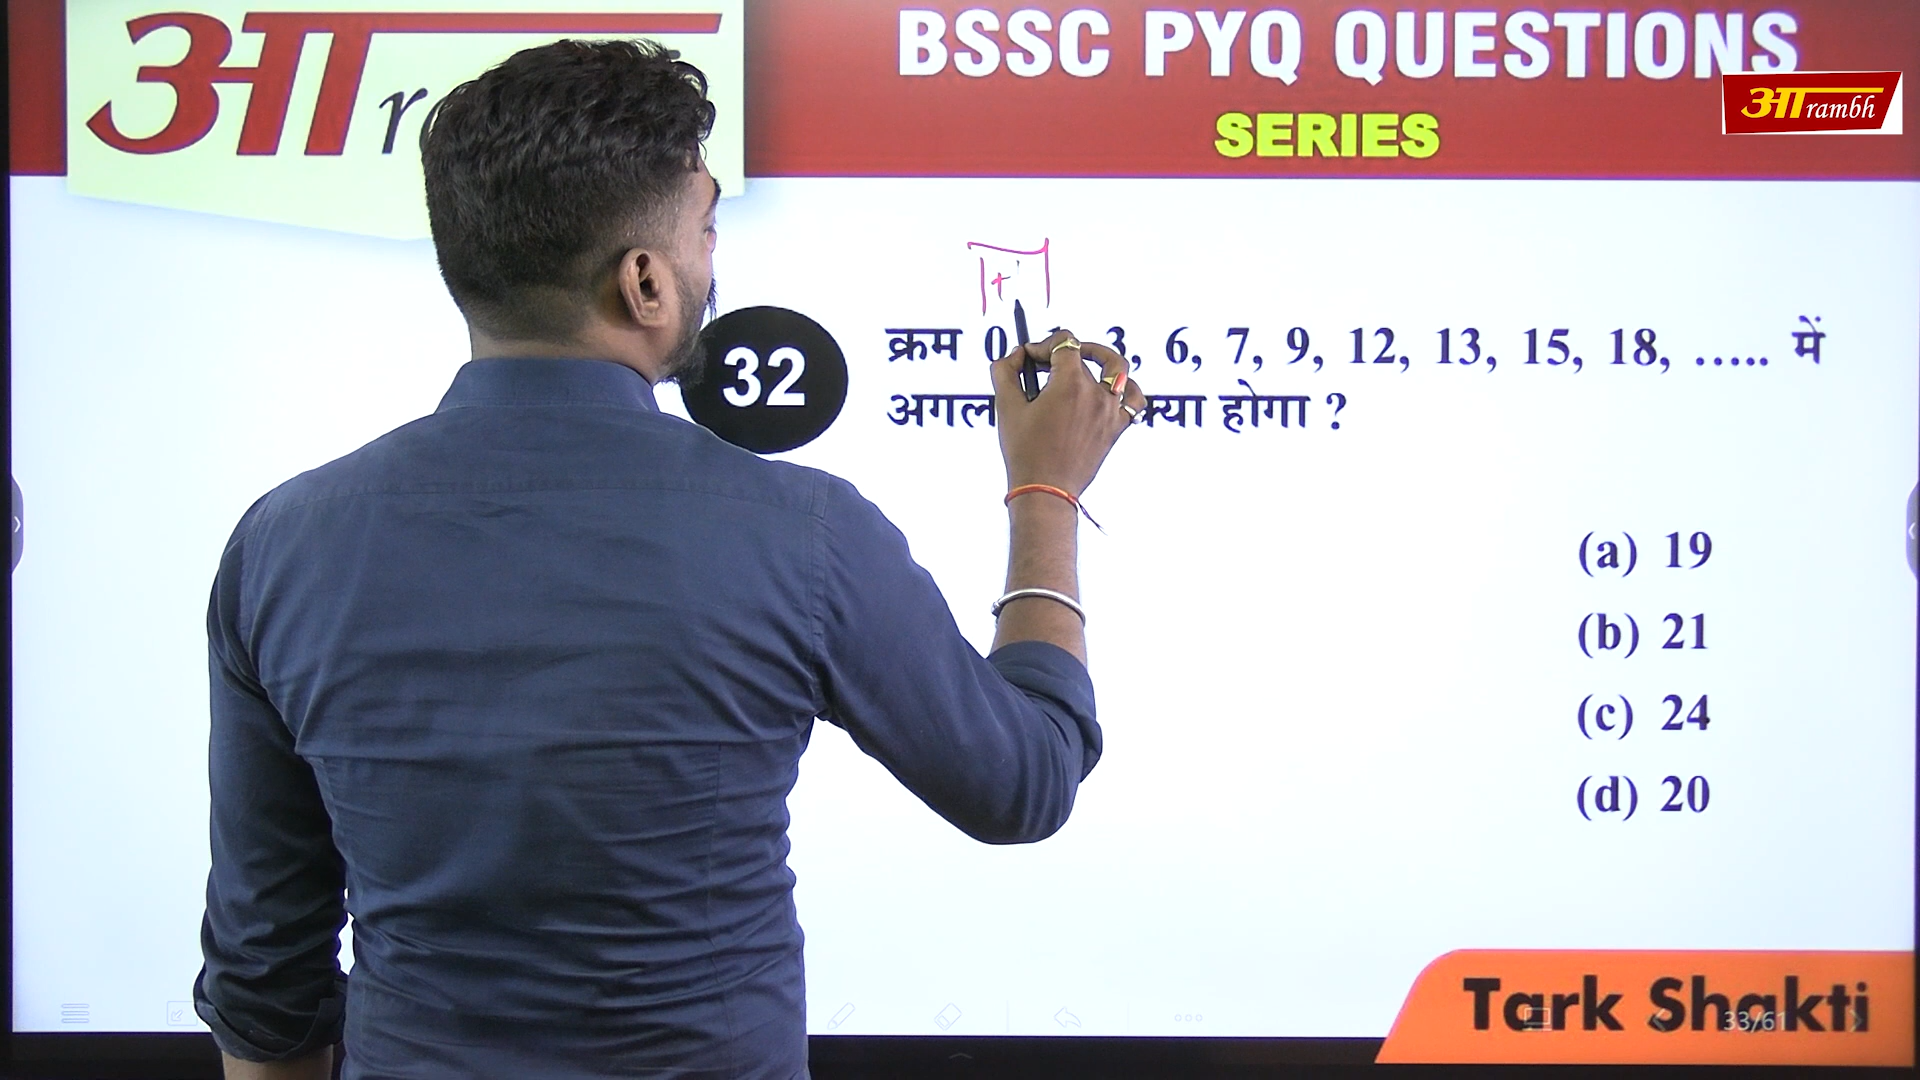 आ
BSSC PYQ QUESTIONS
SERIES
आrambh
+1
32
क्रम 0, 1, 3, 6, 7, 9, 12, 13, 15, 18, ….. में
क्या होगा ?
(a) 19
(b) 21
(c) 24
(d) 20
Tark Shakti
33/61